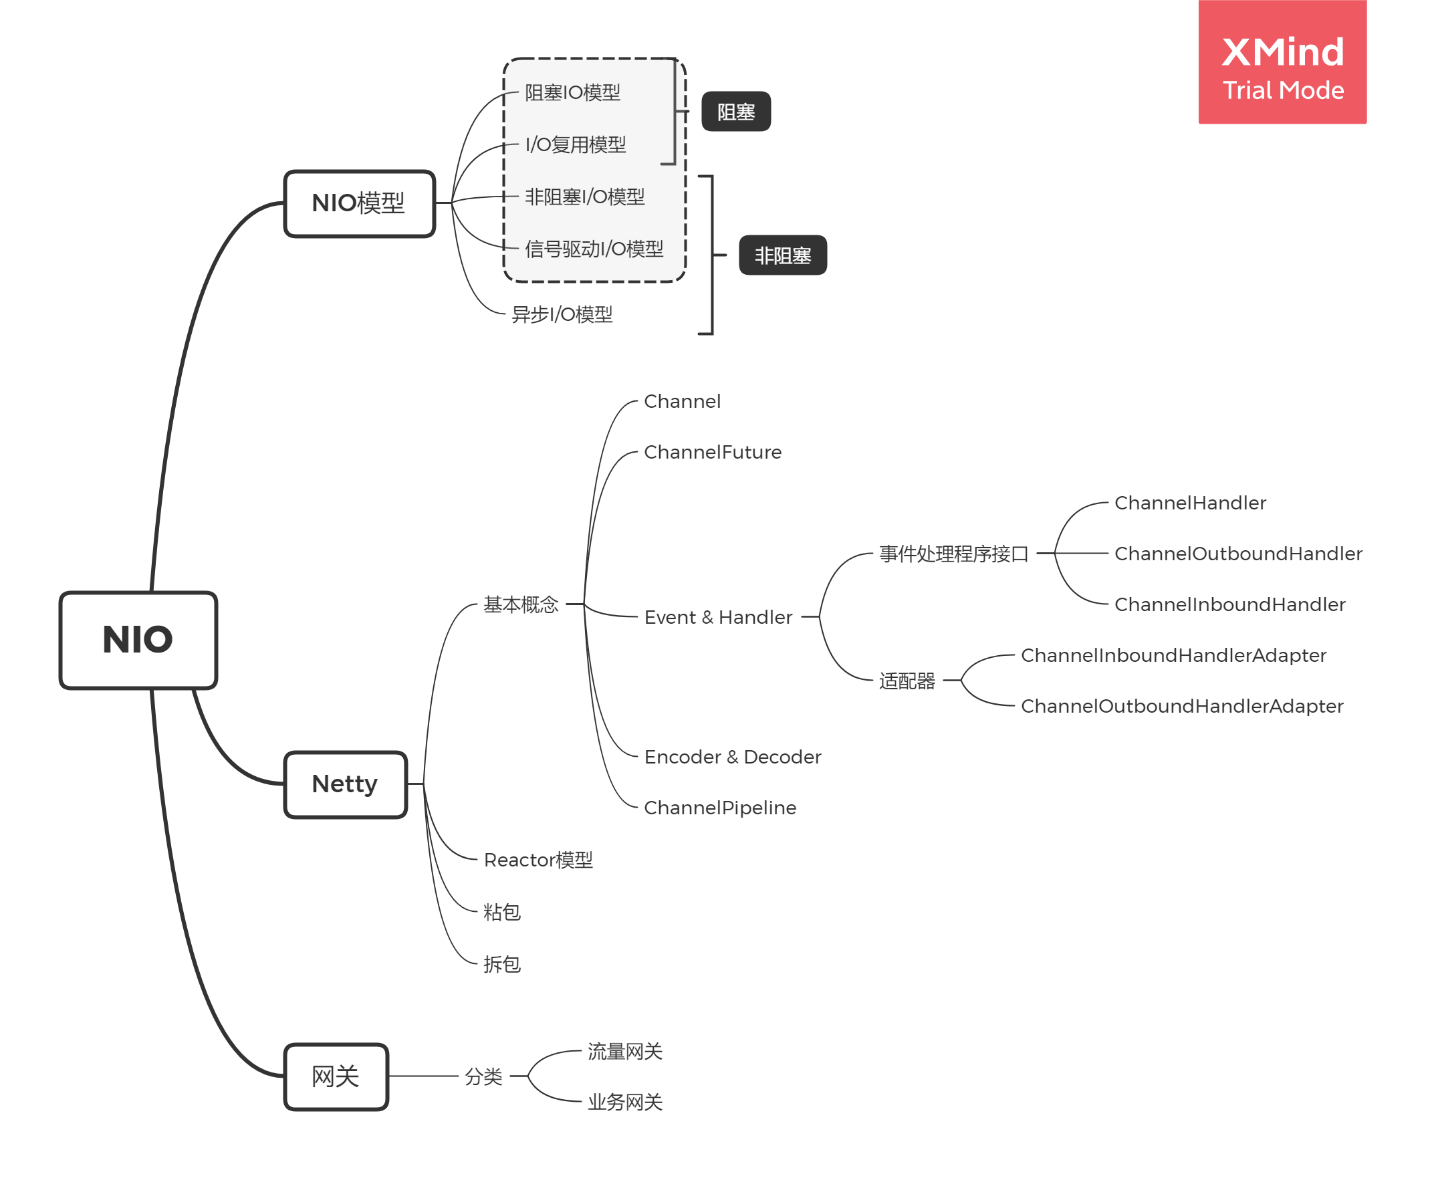 XMind
Trial Mode
阻塞IO模型
阻塞
I/O复用模型
NIO模型
非阻塞I/O模型
信号驱动I/O模型
非阻塞
异步I/O模型
Channel
ChannelFuture
ChannelHandler
事件处理程序接口
ChannelOutboundHandler
基本概念
ChannelInboundHandler
Event & Handler
NIO
ChannelInboundHandlerAdapter
适配器
ChannelOutboundHandlerAdapter
Encoder & Decoder
Netty
ChannelPipeline
Reactor模型
粘包
拆包
流量网关
网关
分类
业务网关